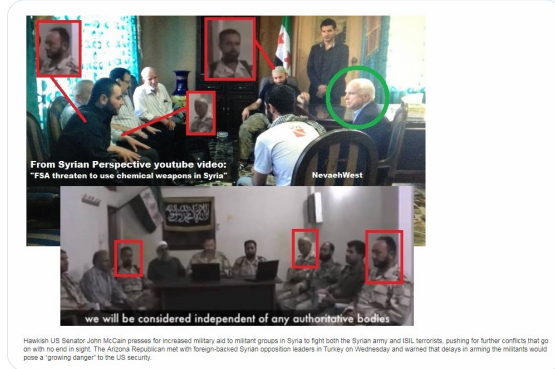 From Syrian Perspective youtube video:
"FSA threaten to use chemical weapons in Syria"
NevaehWest
we will be considered independent of any authoritative bodies
Hawkish US Senator John McCain presses for increased military aid to militant groups in Syria to fight both the Syrian army and ISIL terrorists, pushing for further conflicts that go
on with no end in sight. The Arizona Republican met with foreign-backed Syrian opposition leaders in Turkey on Wednesday and warned that delays in arming the militants would
pose a "growing danger" to the US security.